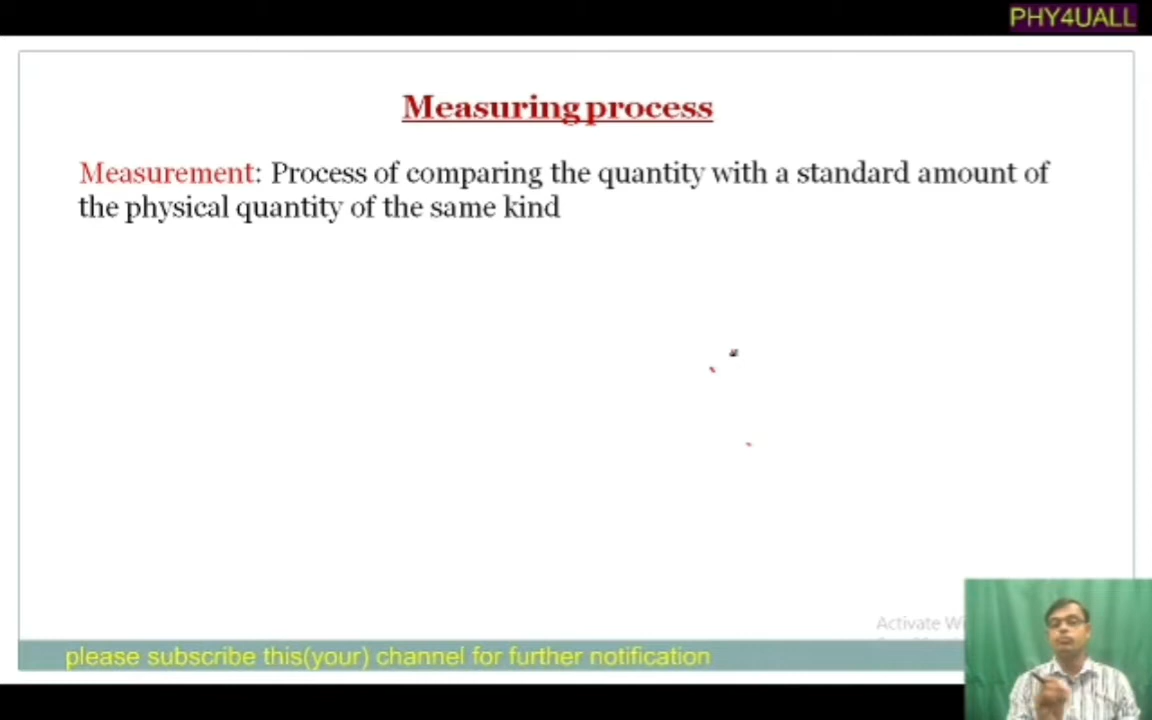 PHY4UALL
Measuring process
Measurement: Process of comparing the quantity with a standard amount of
the physical quantity of the same kind
Activate
please subscribe this(your) channel for further notification